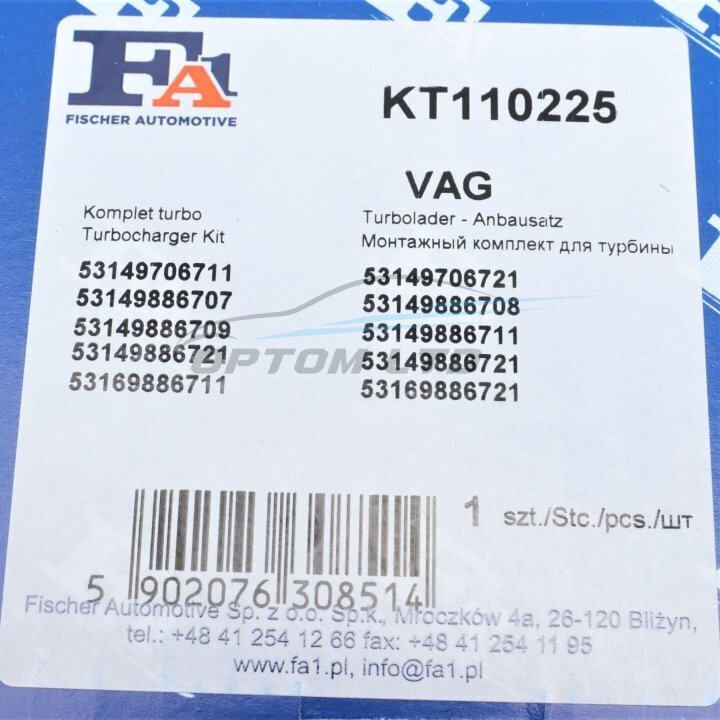 FA1
FISCHER AUTOMOTIVE
KT110225
VAG
Komplet turbo
Turbocharger Kit
Turbolader - Anbausatz
Монтажный комплект для турбины
53149706711 53149706721
53149886707 53149886708
53149886709 53149886711
53149886721 53149886721
53169886711 53169886721
OPTOM LTD
1 szt./Stc./pcs./шт
5 902076 308514
Fischer Automotive Sp. z o.o. Sp.k., Mroczków 4a, 26-120 Bliżyn,
tel.: +48 41 254 12 66 fax: +48 41 254 11 95
www.fa1.pl, info@fa1.pl